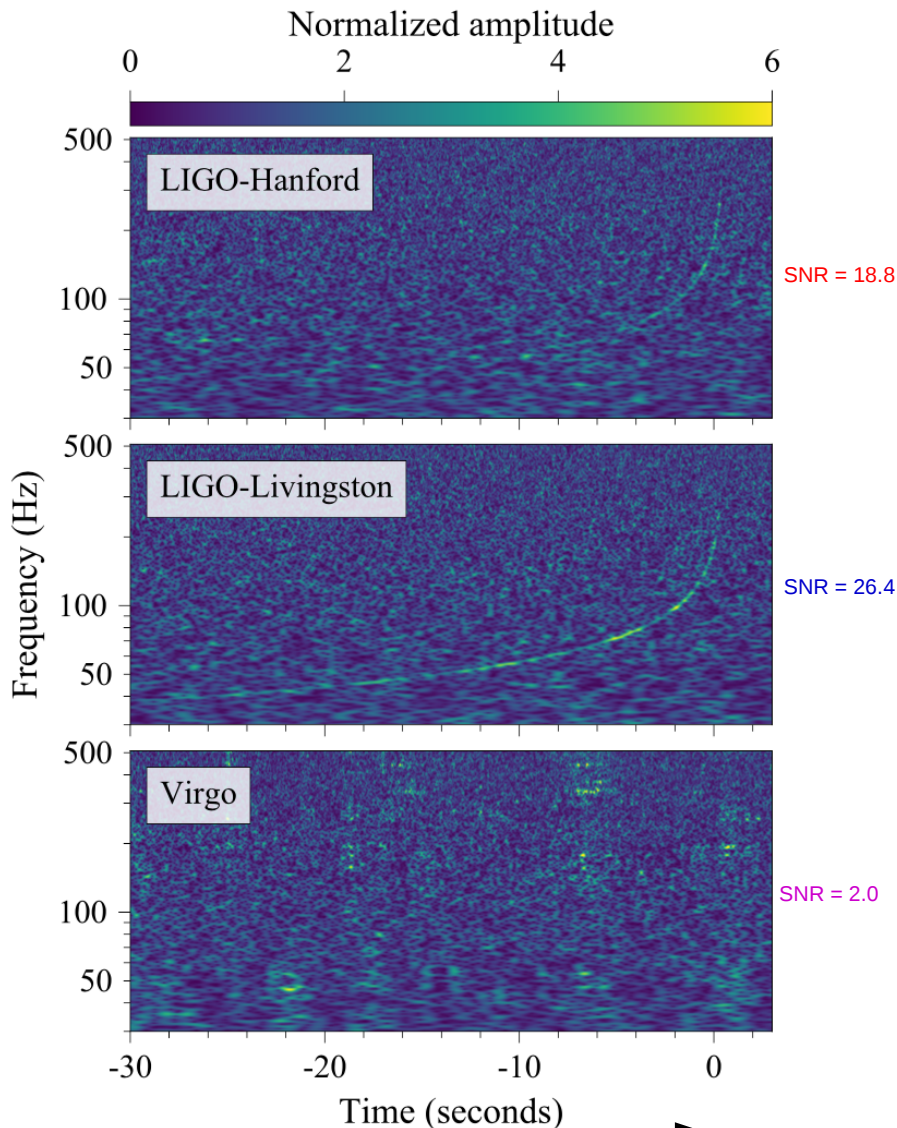 Normalized amplitude
0 2 4 6
500
LIGO-Hanford
SNR = 18.8
100
50
500
LIGO-Livingston
SNR = 26.4
100
50
Frequency (Hz)
500
Virgo
SNR = 2.0
100
50
-30 -20 -10 0
Time (seconds)